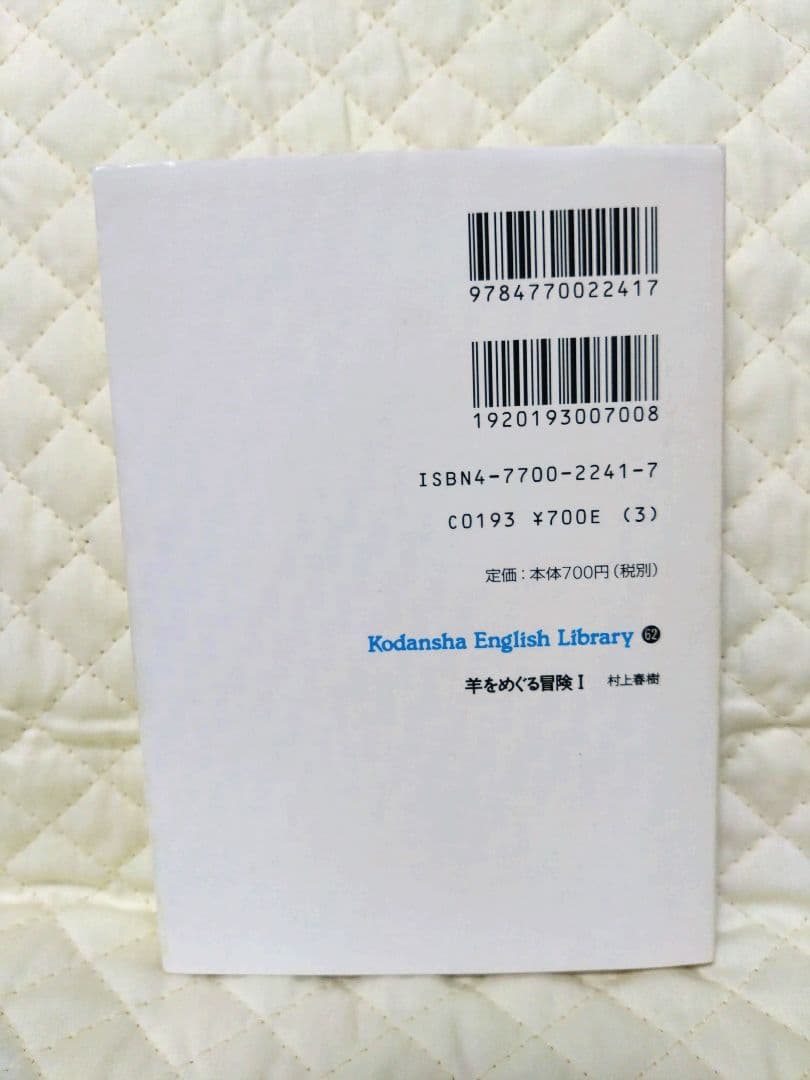 9784770022417
1920193007008
ISBN4-7700-2241-7
C0193 ¥700E (3)
定価：本体700円（税別）
Kodansha English Library 62
羊をめぐる冒険 I 村上春樹